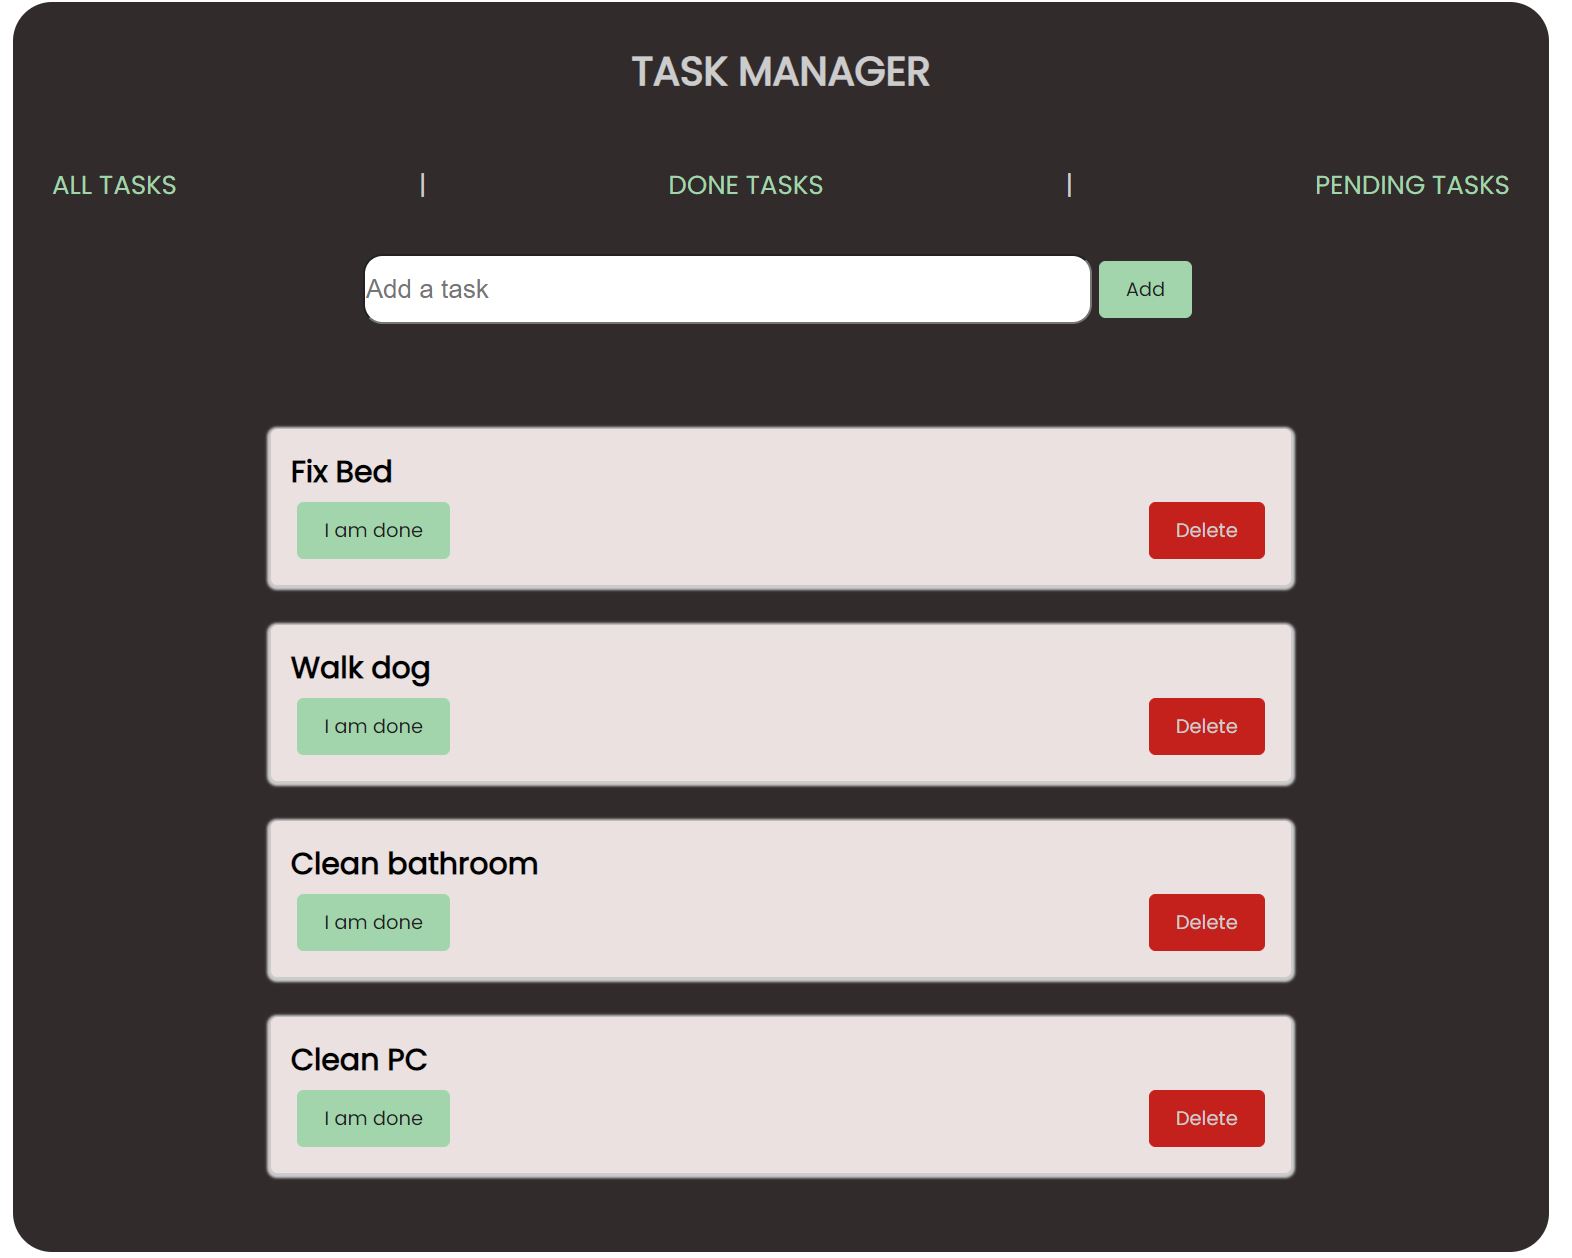 TASK MANAGER
ALL TASKS | DONE TASKS | PENDING TASKS
Add a task Add
Fix Bed
I am done Delete
Walk dog
I am done Delete
Clean bathroom
I am done Delete
Clean PC
I am done Delete